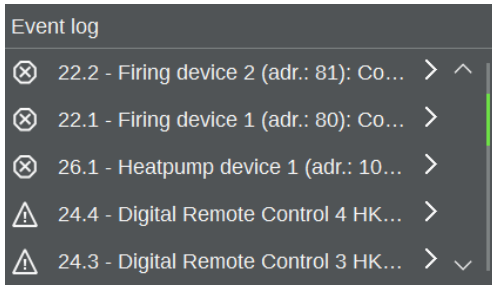 Event log
22.2 - Firing device 2 (adr.: 81): Co...
22.1 - Firing device 1 (adr.: 80): Co...
26.1 - Heatpump device 1 (adr.: 10...
24.4 - Digital Remote Control 4 HK...
24.3 - Digital Remote Control 3 HK...